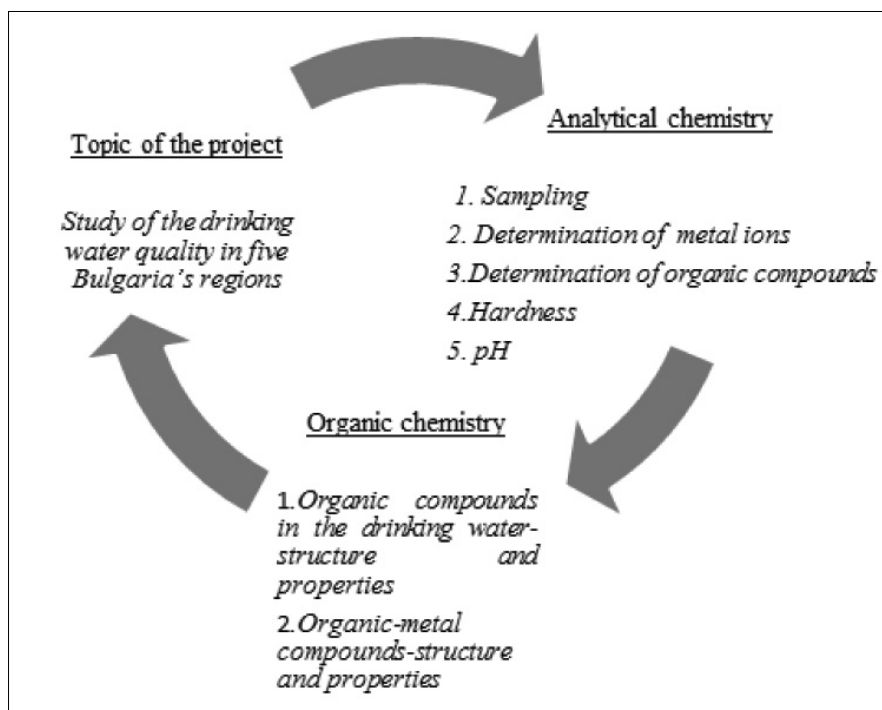 Topic of the project
Study of the drinking
water quality in five
Bulgaria's regions
Analytical chemistry
1. Sampling
2. Determination of metal ions
3.Determination of organic compounds
4.Hardness
5. pH
Organic chemistry
1.Organic compounds
in the drinking water-
structure and
properties
2.Organic-metal
compounds-structure
and properties